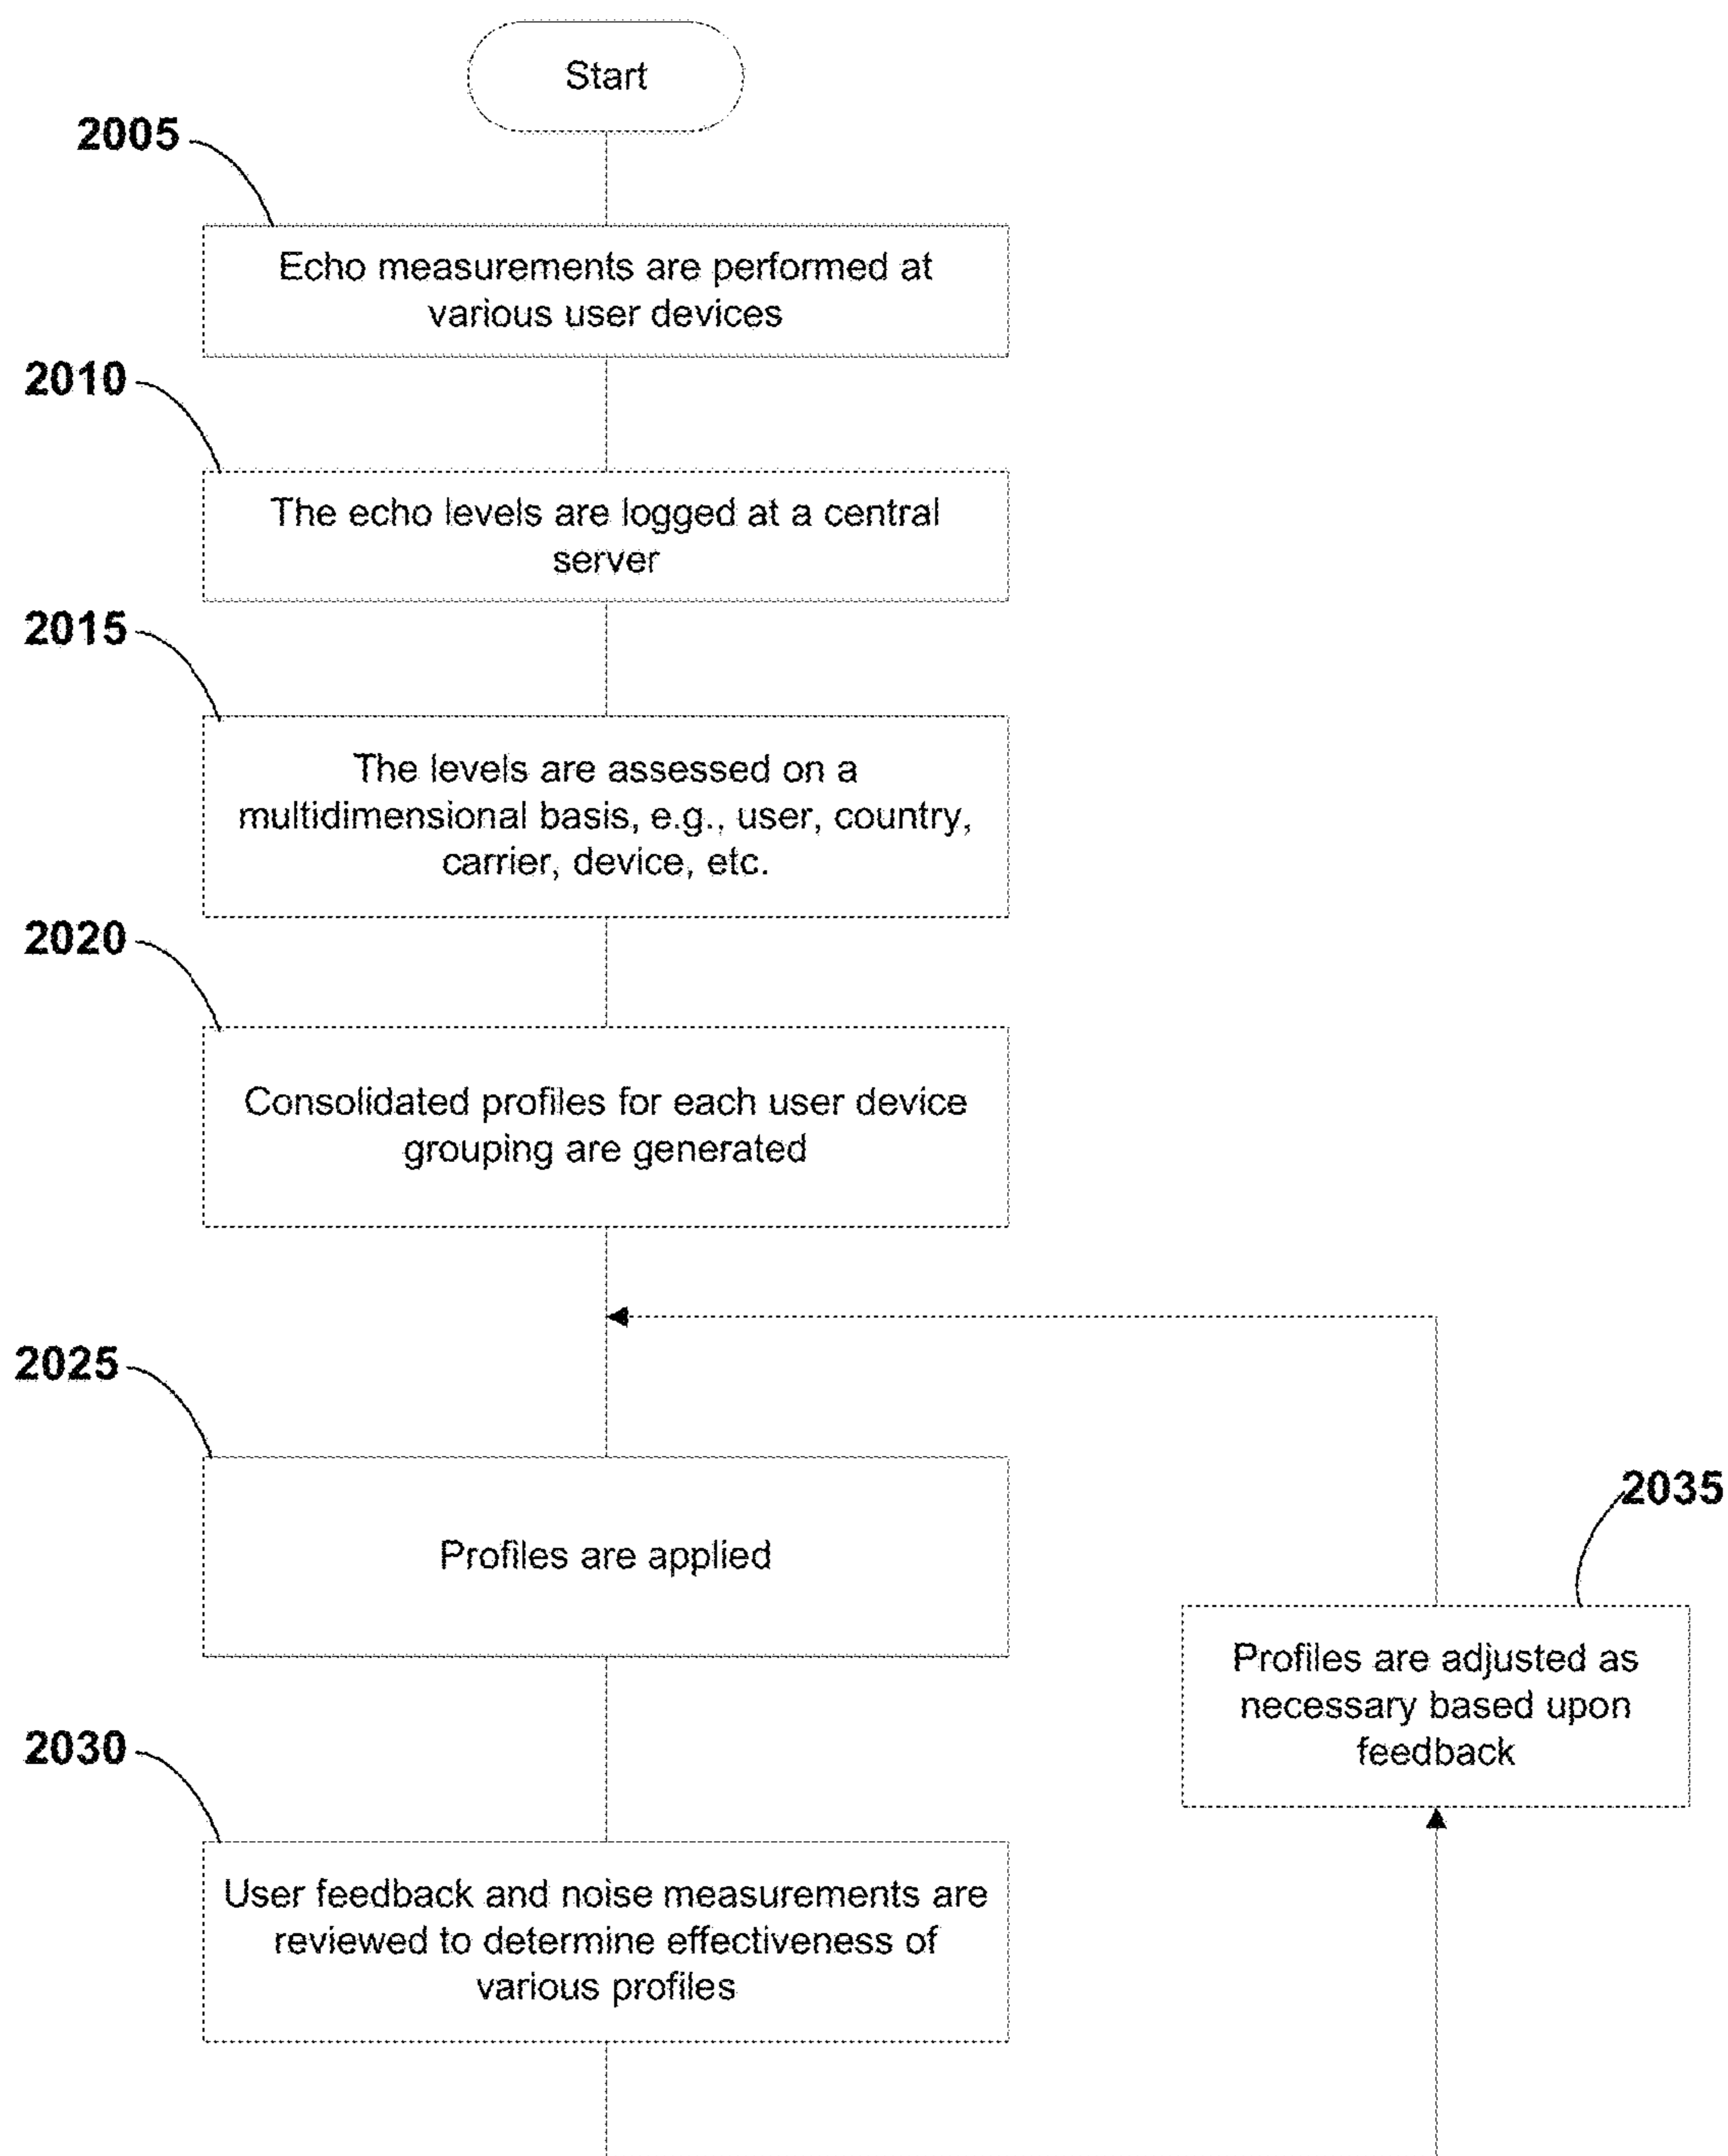 Start
2005
Echo measurements are performed at
various user devices
2010
The echo levels are logged at a central
server
2015
The levels are assessed on a
multidimensional basis, e.g., user, country,
carrier, device, etc.
2020
Consolidated profiles for each user device
grouping are generated
2025
Profiles are applied
2035
Profiles are adjusted as
necessary based upon
feedback
2030
User feedback and noise measurements are
reviewed to determine effectiveness of
various profiles